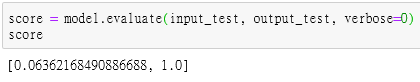 score = model.evaluate(input_test, output_test, verbose=0)
score
[0.06362168490886688, 1.0]